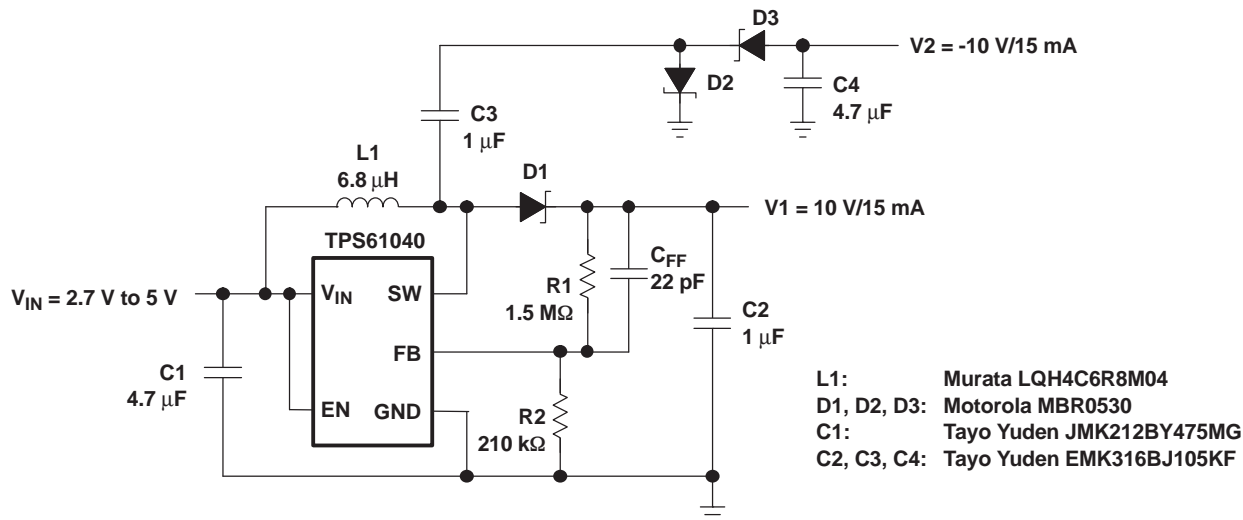 D3
V2 = -10 V/15 mA
D2
C4
4.7 μF
C3
1 μF
L1
6.8 μH
D1
V1 = 10 V/15 mA
TPS61040
VIN = 2.7 V to 5 V
VIN
SW
R1
1.5 MΩ
CFF
22 pF
C2
1 μF
FB
C1
4.7 μF
EN
GND
R2
210 kΩ
L1: Murata LQH4C6R8M04
D1, D2, D3: Motorola MBR0530
C1: Tayo Yuden JMK212BY475MG
C2, C3, C4: Tayo Yuden EMK316BJ105KF